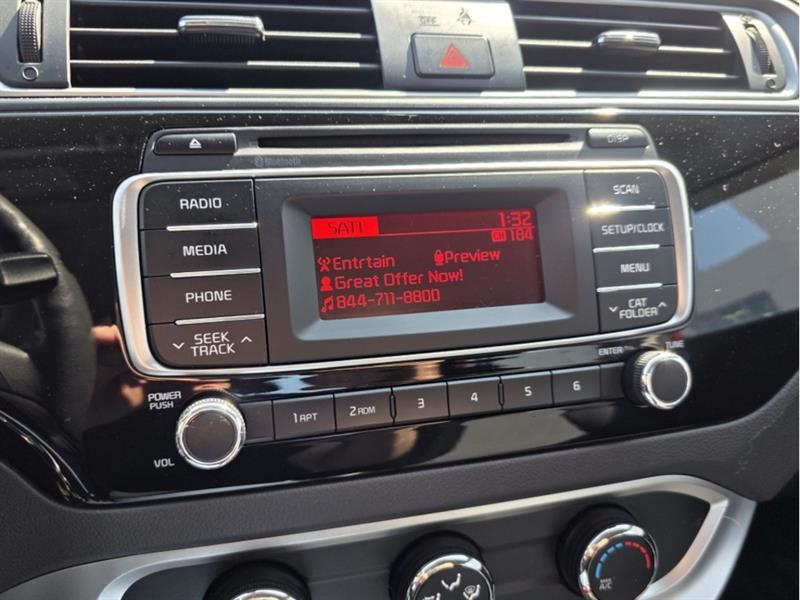 OFF
DISP
Bluetooth
RADIO
MEDIA
PHONE
SEEK
TRACK
SAT1 1:32
CH 184
Entrtain Preview
Great Offer Now!
844-711-8800
SCAN
SETUP/CLOCK
MENU
CAT
FOLDER
ENTER
TUNE
POWER
PUSH
VOL
1 RPT
2 RDM
3
4
5
6
MAX
A/C